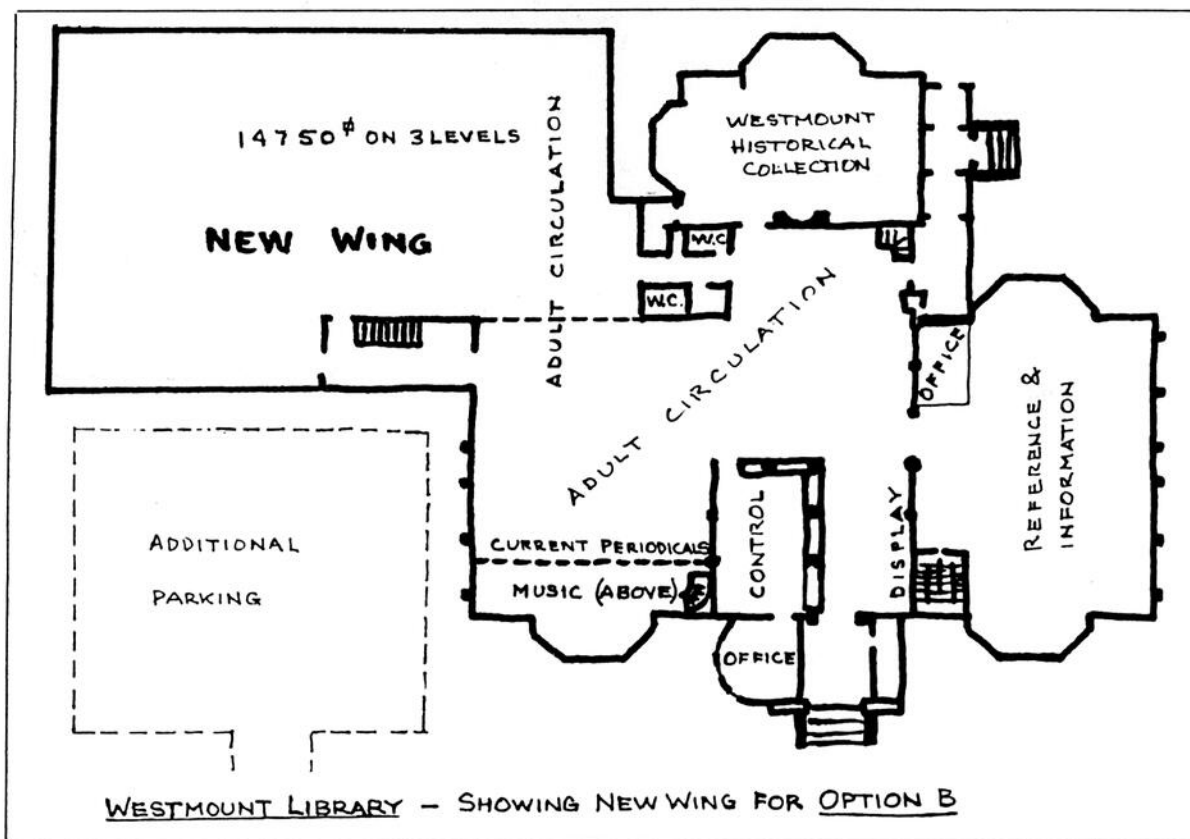 14750⌀ ON 3 LEVELS
NEW WING
ADULT CIRCULATION
WESTMOUNT
HISTORICAL
COLLECTION
W.C
W.C.
ADULT CIRCULATION
OFFICE
REFERENCE &
INFORMATION
ADDITIONAL
PARKING
CURRENT PERIODICALS
MUSIC (ABOVE)
CONTROL
DISPLAY
OFFICE
WESTMOUNT LIBRARY – SHOWING NEW WING FOR OPTION B